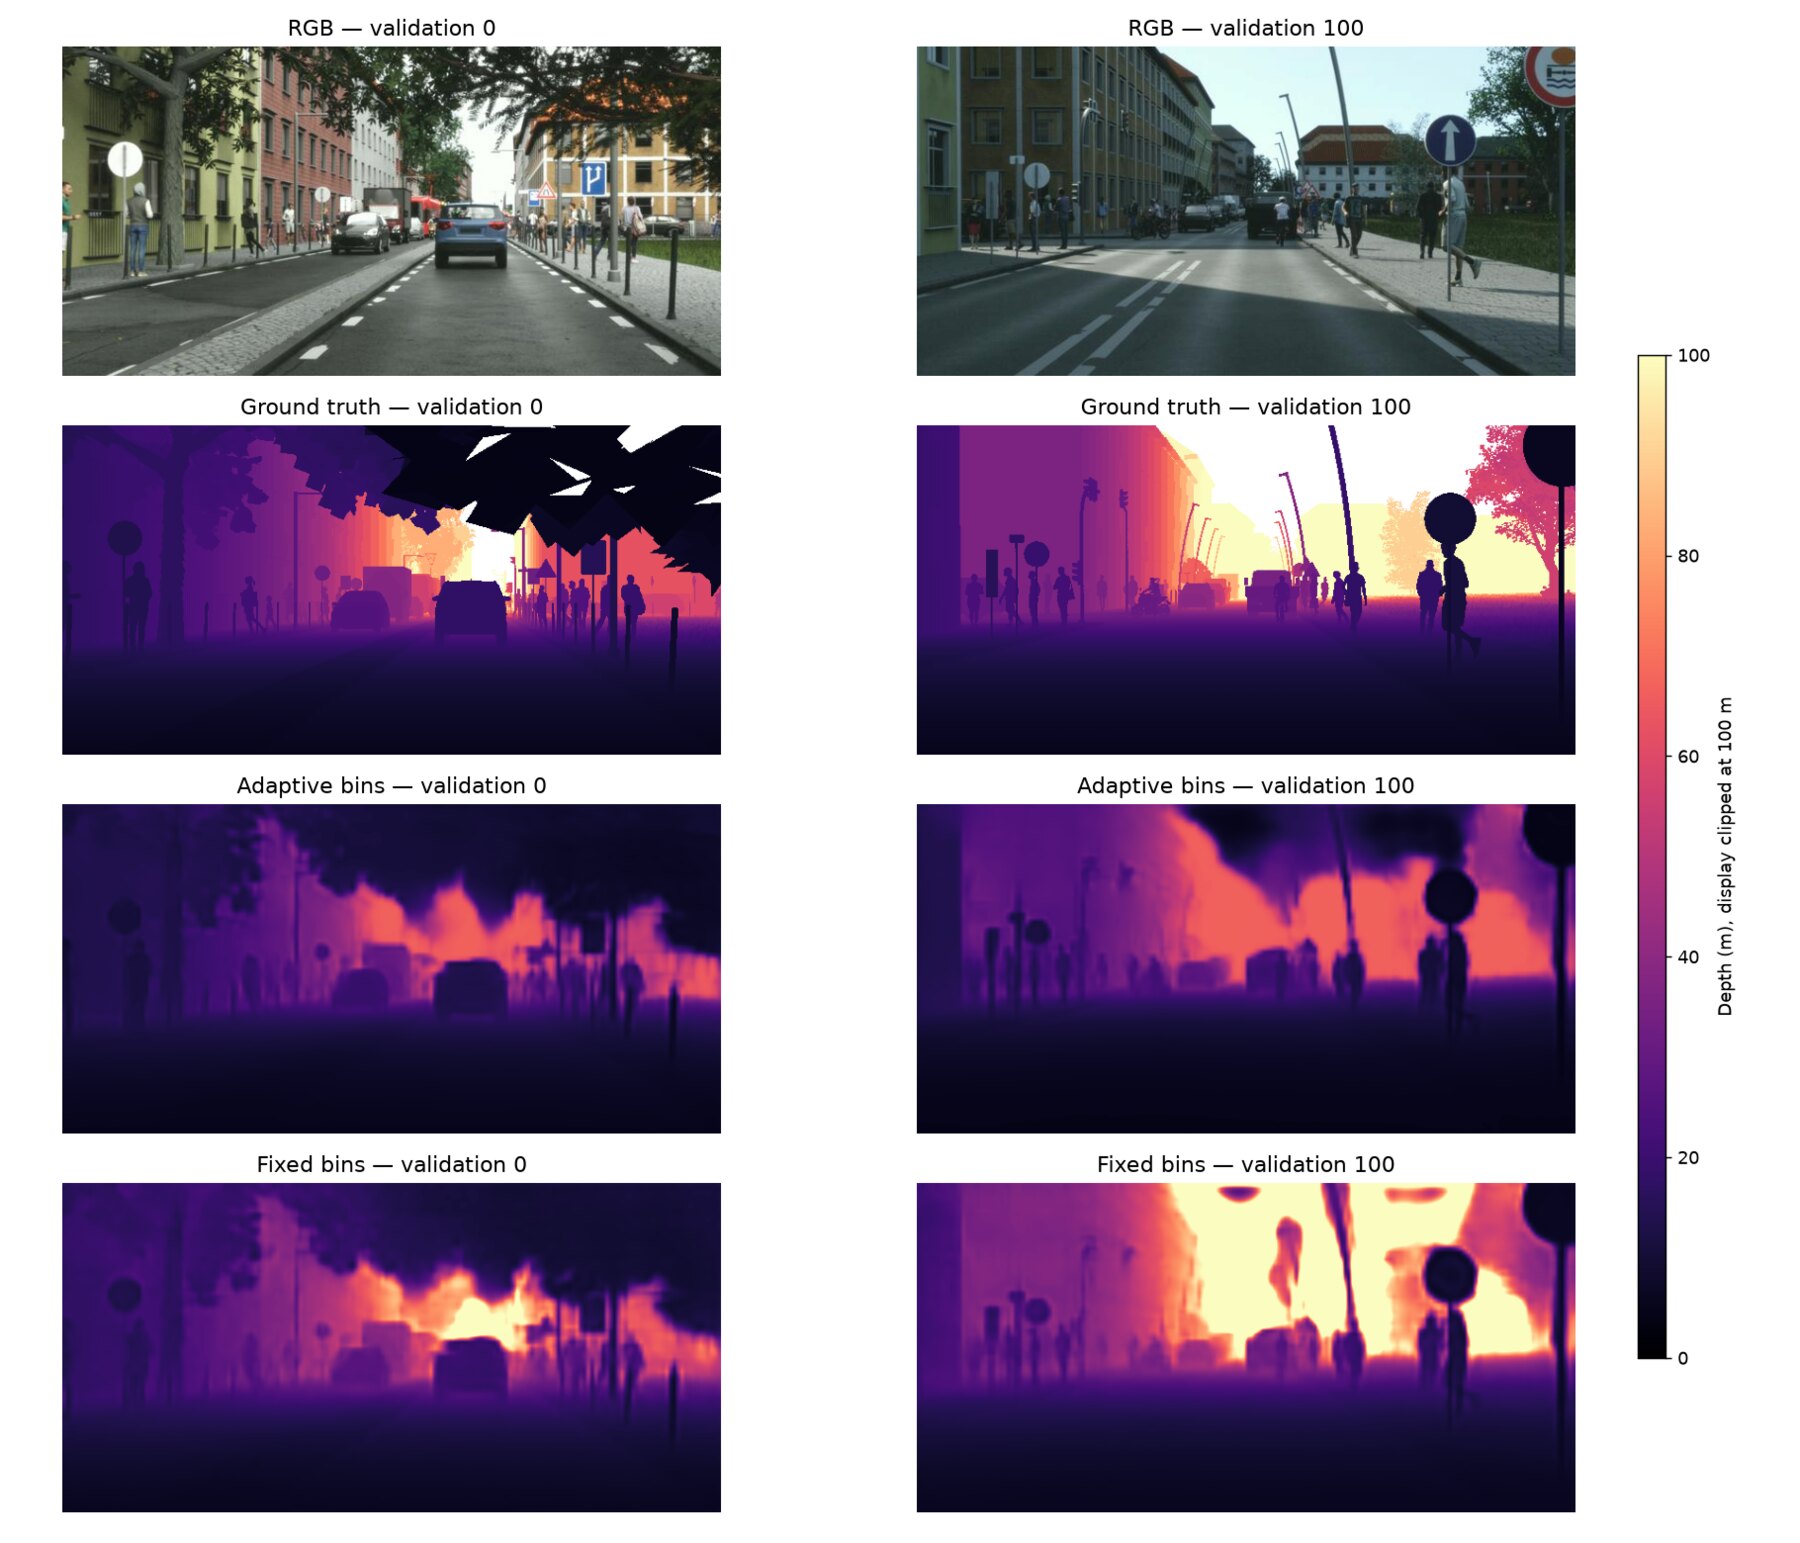 RGB — validation 0
RGB — validation 100
Ground truth — validation 0
Ground truth — validation 100
Adaptive bins — validation 0
Adaptive bins — validation 100
Fixed bins — validation 0
Fixed bins — validation 100
100
80
60
40
20
0
Depth (m), display clipped at 100 m